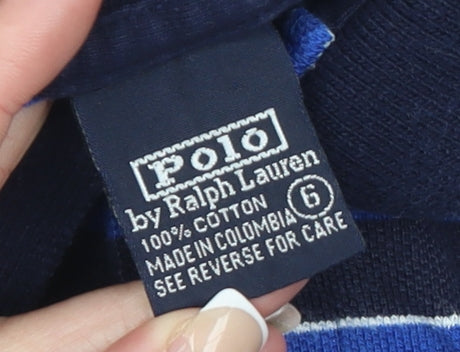 Polo
by Ralph Lauren
100% COTTON 6
MADE IN COLOMBIA
SEE REVERSE FOR CARE